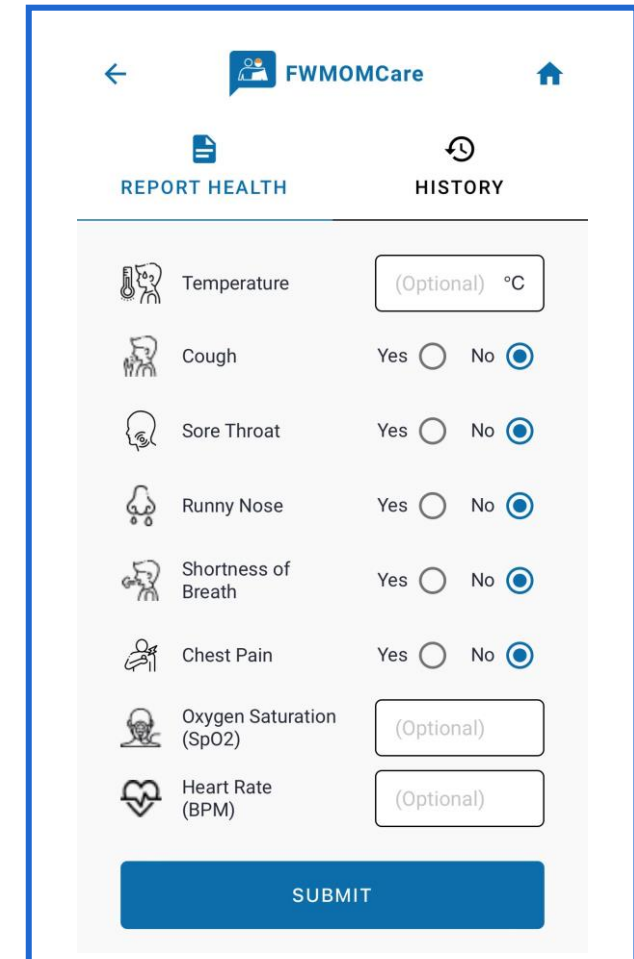 FWMOMCare
REPORT HEALTH
HISTORY
Temperature
(Optional) °C
Cough
Yes No
Sore Throat
Yes No
Runny Nose
Yes No
Shortness of
Breath
Yes No
Chest Pain
Yes No
Oxygen Saturation
(SpO2)
(Optional)
Heart Rate
(BPM)
(Optional)
SUBMIT